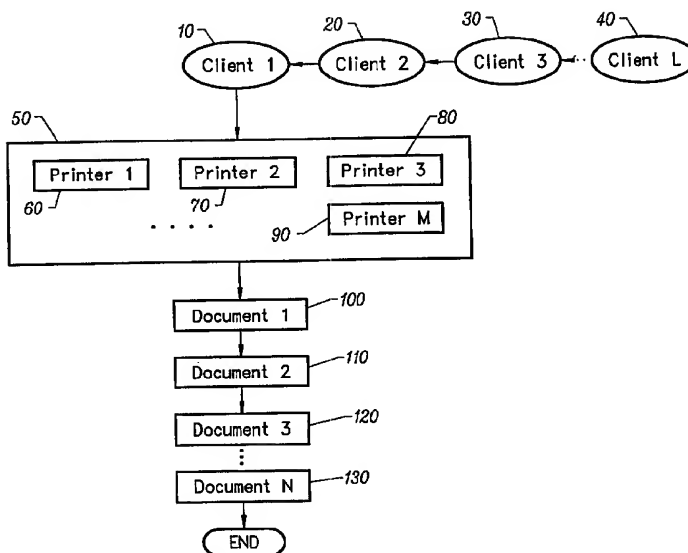 10 20 30 40
Client 1 Client 2 Client 3 Client L
50 80
Printer 1 Printer 2 Printer 3
60 70
90 Printer M
Document 1 100
Document 2 110
Document 3 120
Document N 130
END